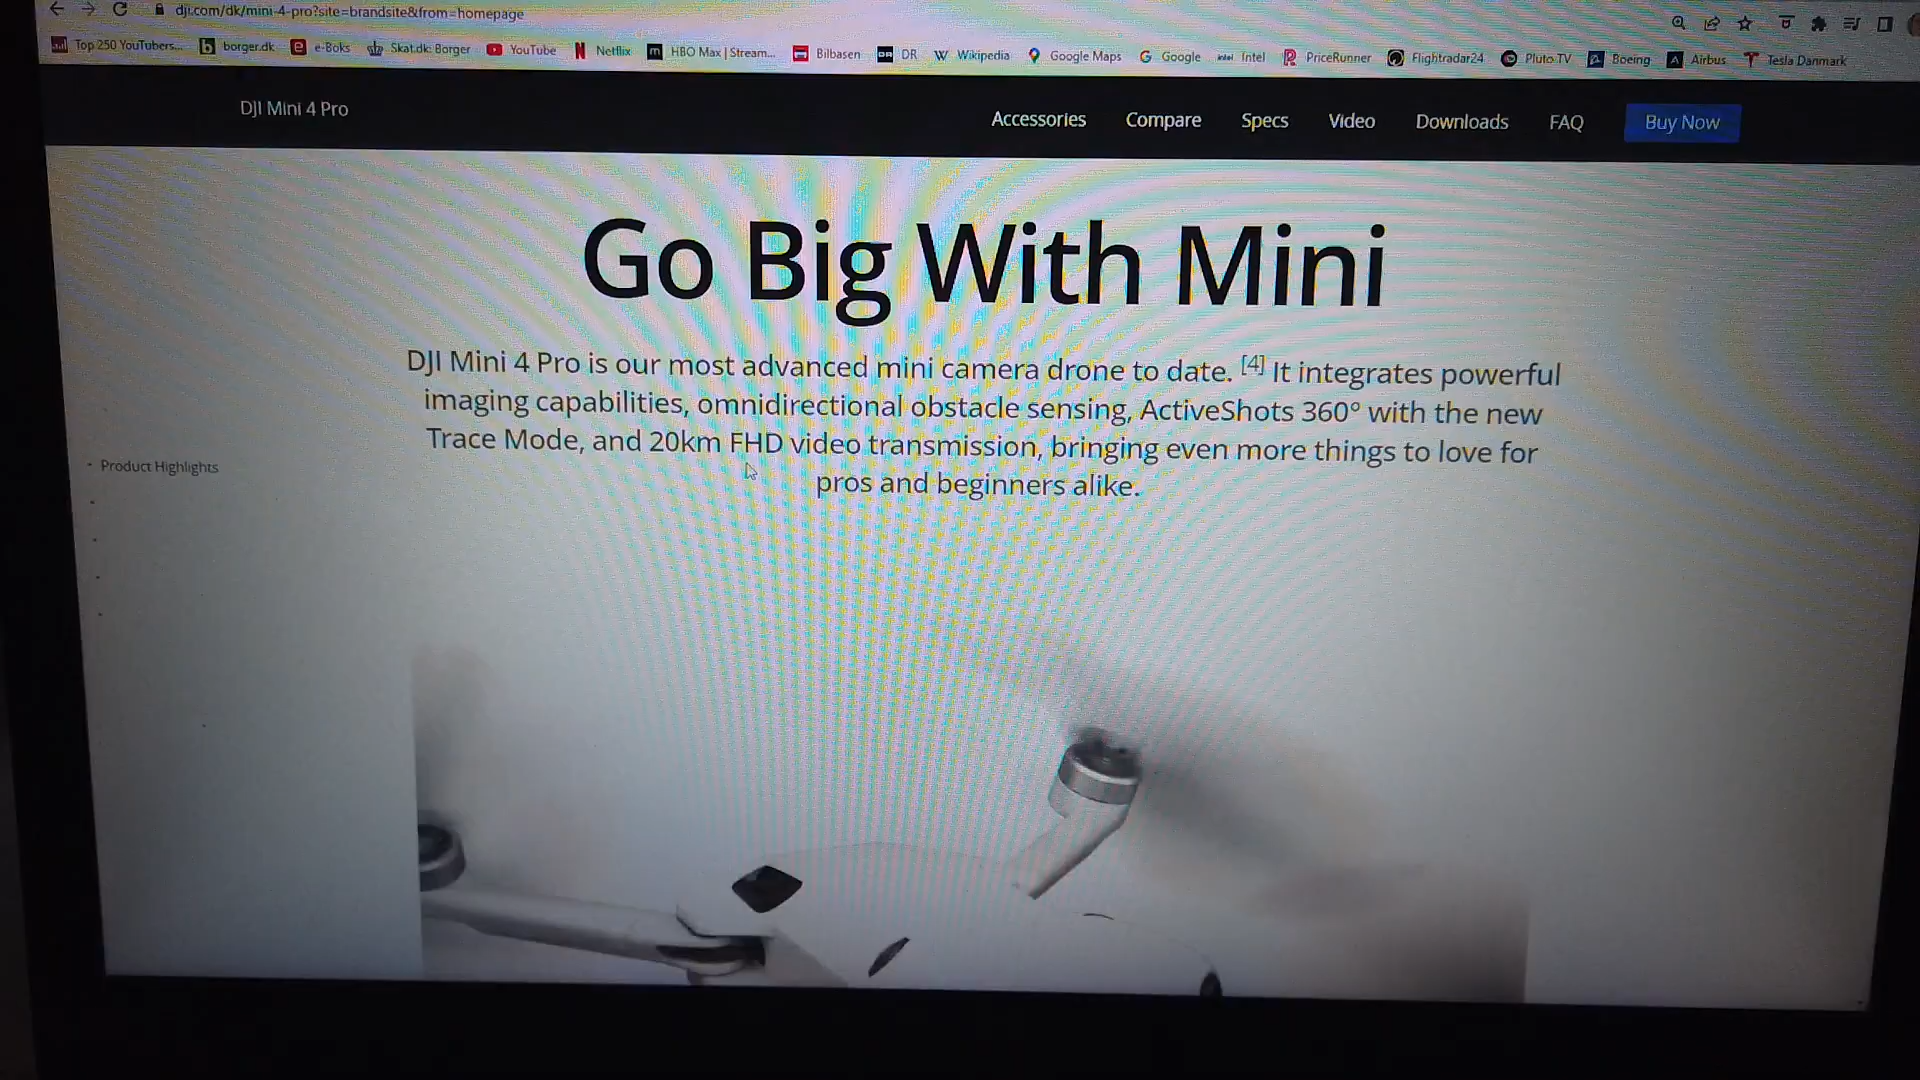 dji.com/dk/mini-4-pro?site=brandsite&from=homepage
Top 250 YouTubers... borger.dk e-Boks Skat.dk: Borger YouTube Netflix HBO Max | Stream... Bilbasen DR Wikipedia Google Maps Google Intel PriceRunner Flightradar24 Pluto TV Boeing Airbus Tesla Danmark
DJI Mini 4 Pro Accessories Compare Specs Video Downloads FAQ Buy Now
Go Big With Mini
DJI Mini 4 Pro is our most advanced mini camera drone to date. [4] It integrates powerful
imaging capabilities, omnidirectional obstacle sensing, ActiveShots 360° with the new
Trace Mode, and 20km FHD video transmission, bringing even more things to love for
pros and beginners alike.
Product Highlights